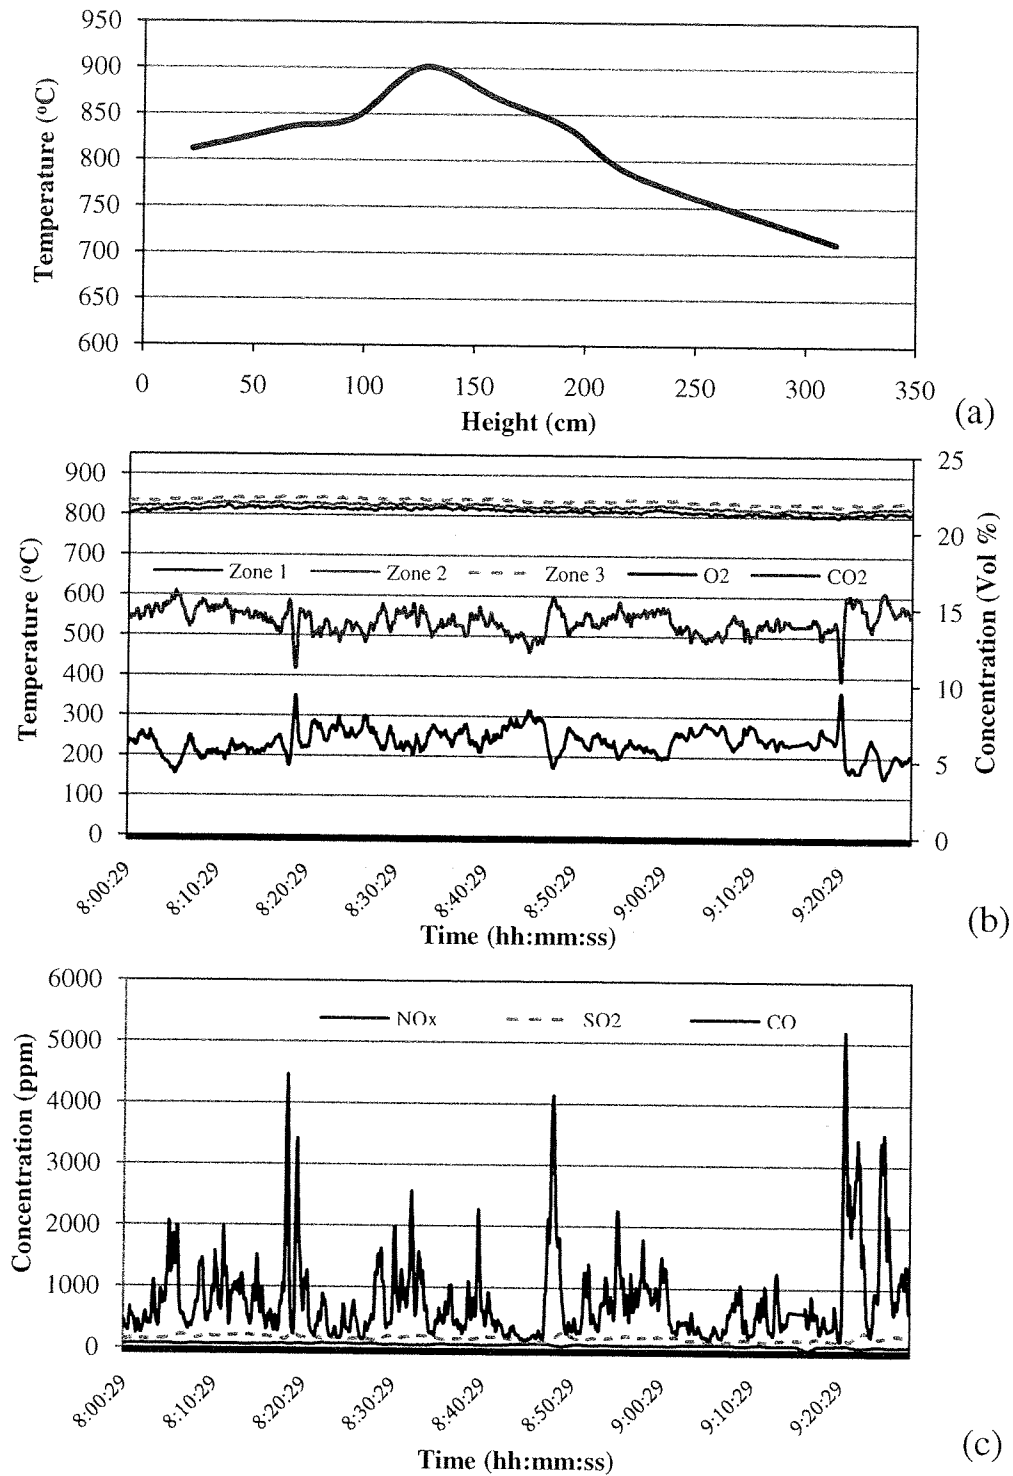 950
900
850
800
750
700
650
600
Temperature (ºC)
0 50 100 150 200 250 300 350
Height (cm)
(a)
900
800
700
600
500
400
300
200
100
0
Temperature (ºC)
25
20
15
10
5
0
Concentration (Vol %)
Zone 1 Zone 2 Zone 3 O2 CO2
8:00:29 8:10:29 8:20:29 8:30:29 8:40:29 8:50:29 9:00:29 9:10:29 9:20:29
Time (hh:mm:ss)
(b)
6000
5000
4000
3000
2000
1000
0
Concentration (ppm)
NOx SO2 CO
8:00:29 8:10:29 8:20:29 8:30:29 8:40:29 8:50:29 9:00:29 9:10:29 9:20:29
Time (hh:mm:ss)
(c)